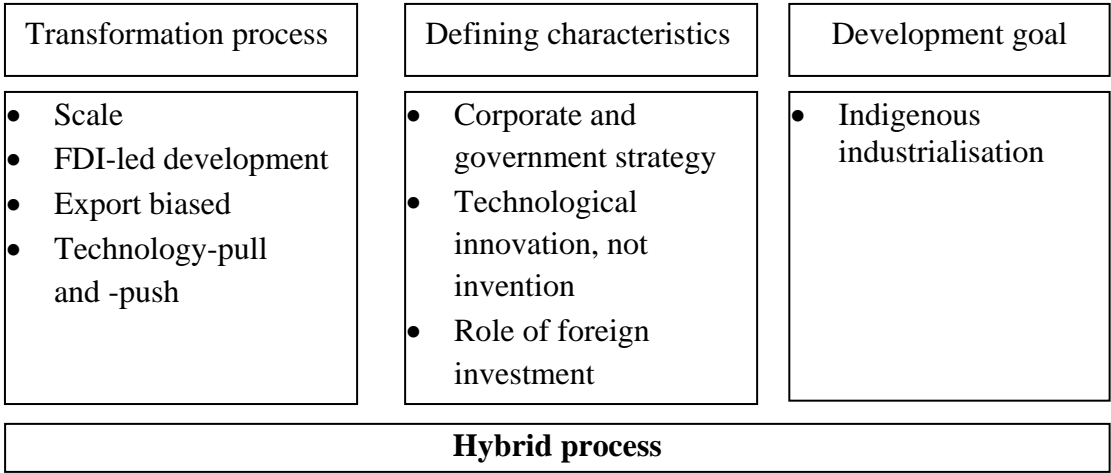 Transformation process
Defining characteristics
Development goal
• Scale
• FDI-led development
• Export biased
• Technology-pull
and -push
• Corporate and
government strategy
• Technological
innovation, not
invention
• Role of foreign
investment
• Indigenous
industrialisation
Hybrid process